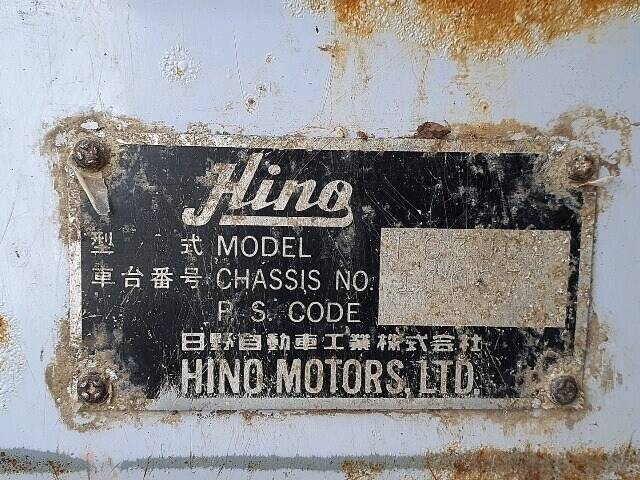 Hino
型 式 MODEL
車台番号 CHASSIS NO.
P. S. CODE
日野自動車工業株式会社
HINO MOTORS, LTD.